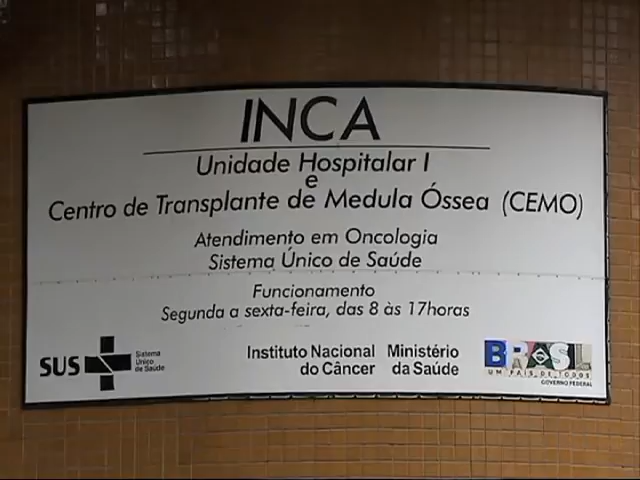 INCA
Unidade Hospitalar I
e
Centro de Transplante de Medula Óssea (CEMO)
Atendimento em Oncologia
Sistema Único de Saúde
Funcionamento
Segunda a sexta-feira, das 8 às 17horas
SUS
Sistema
Único
de Saúde
Instituto Nacional
do Câncer
Ministério
da Saúde
BRASIL
UM PAÍS DE TODOS
GOVERNO FEDERAL